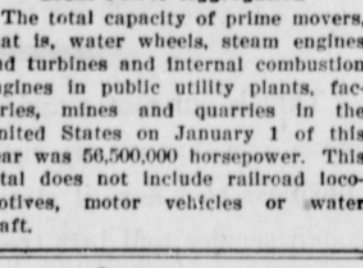 The total capacity of prime movers,
at is, water wheels, steam engines
d turbines and internal combustion
gines in public utility plants, fac-
ries, mines and quarries in the
nited States on January 1 of this
ear was 56,500,000 horsepower. This
tal does not include railroad loco-
otives, motor vehicles or water
aft.